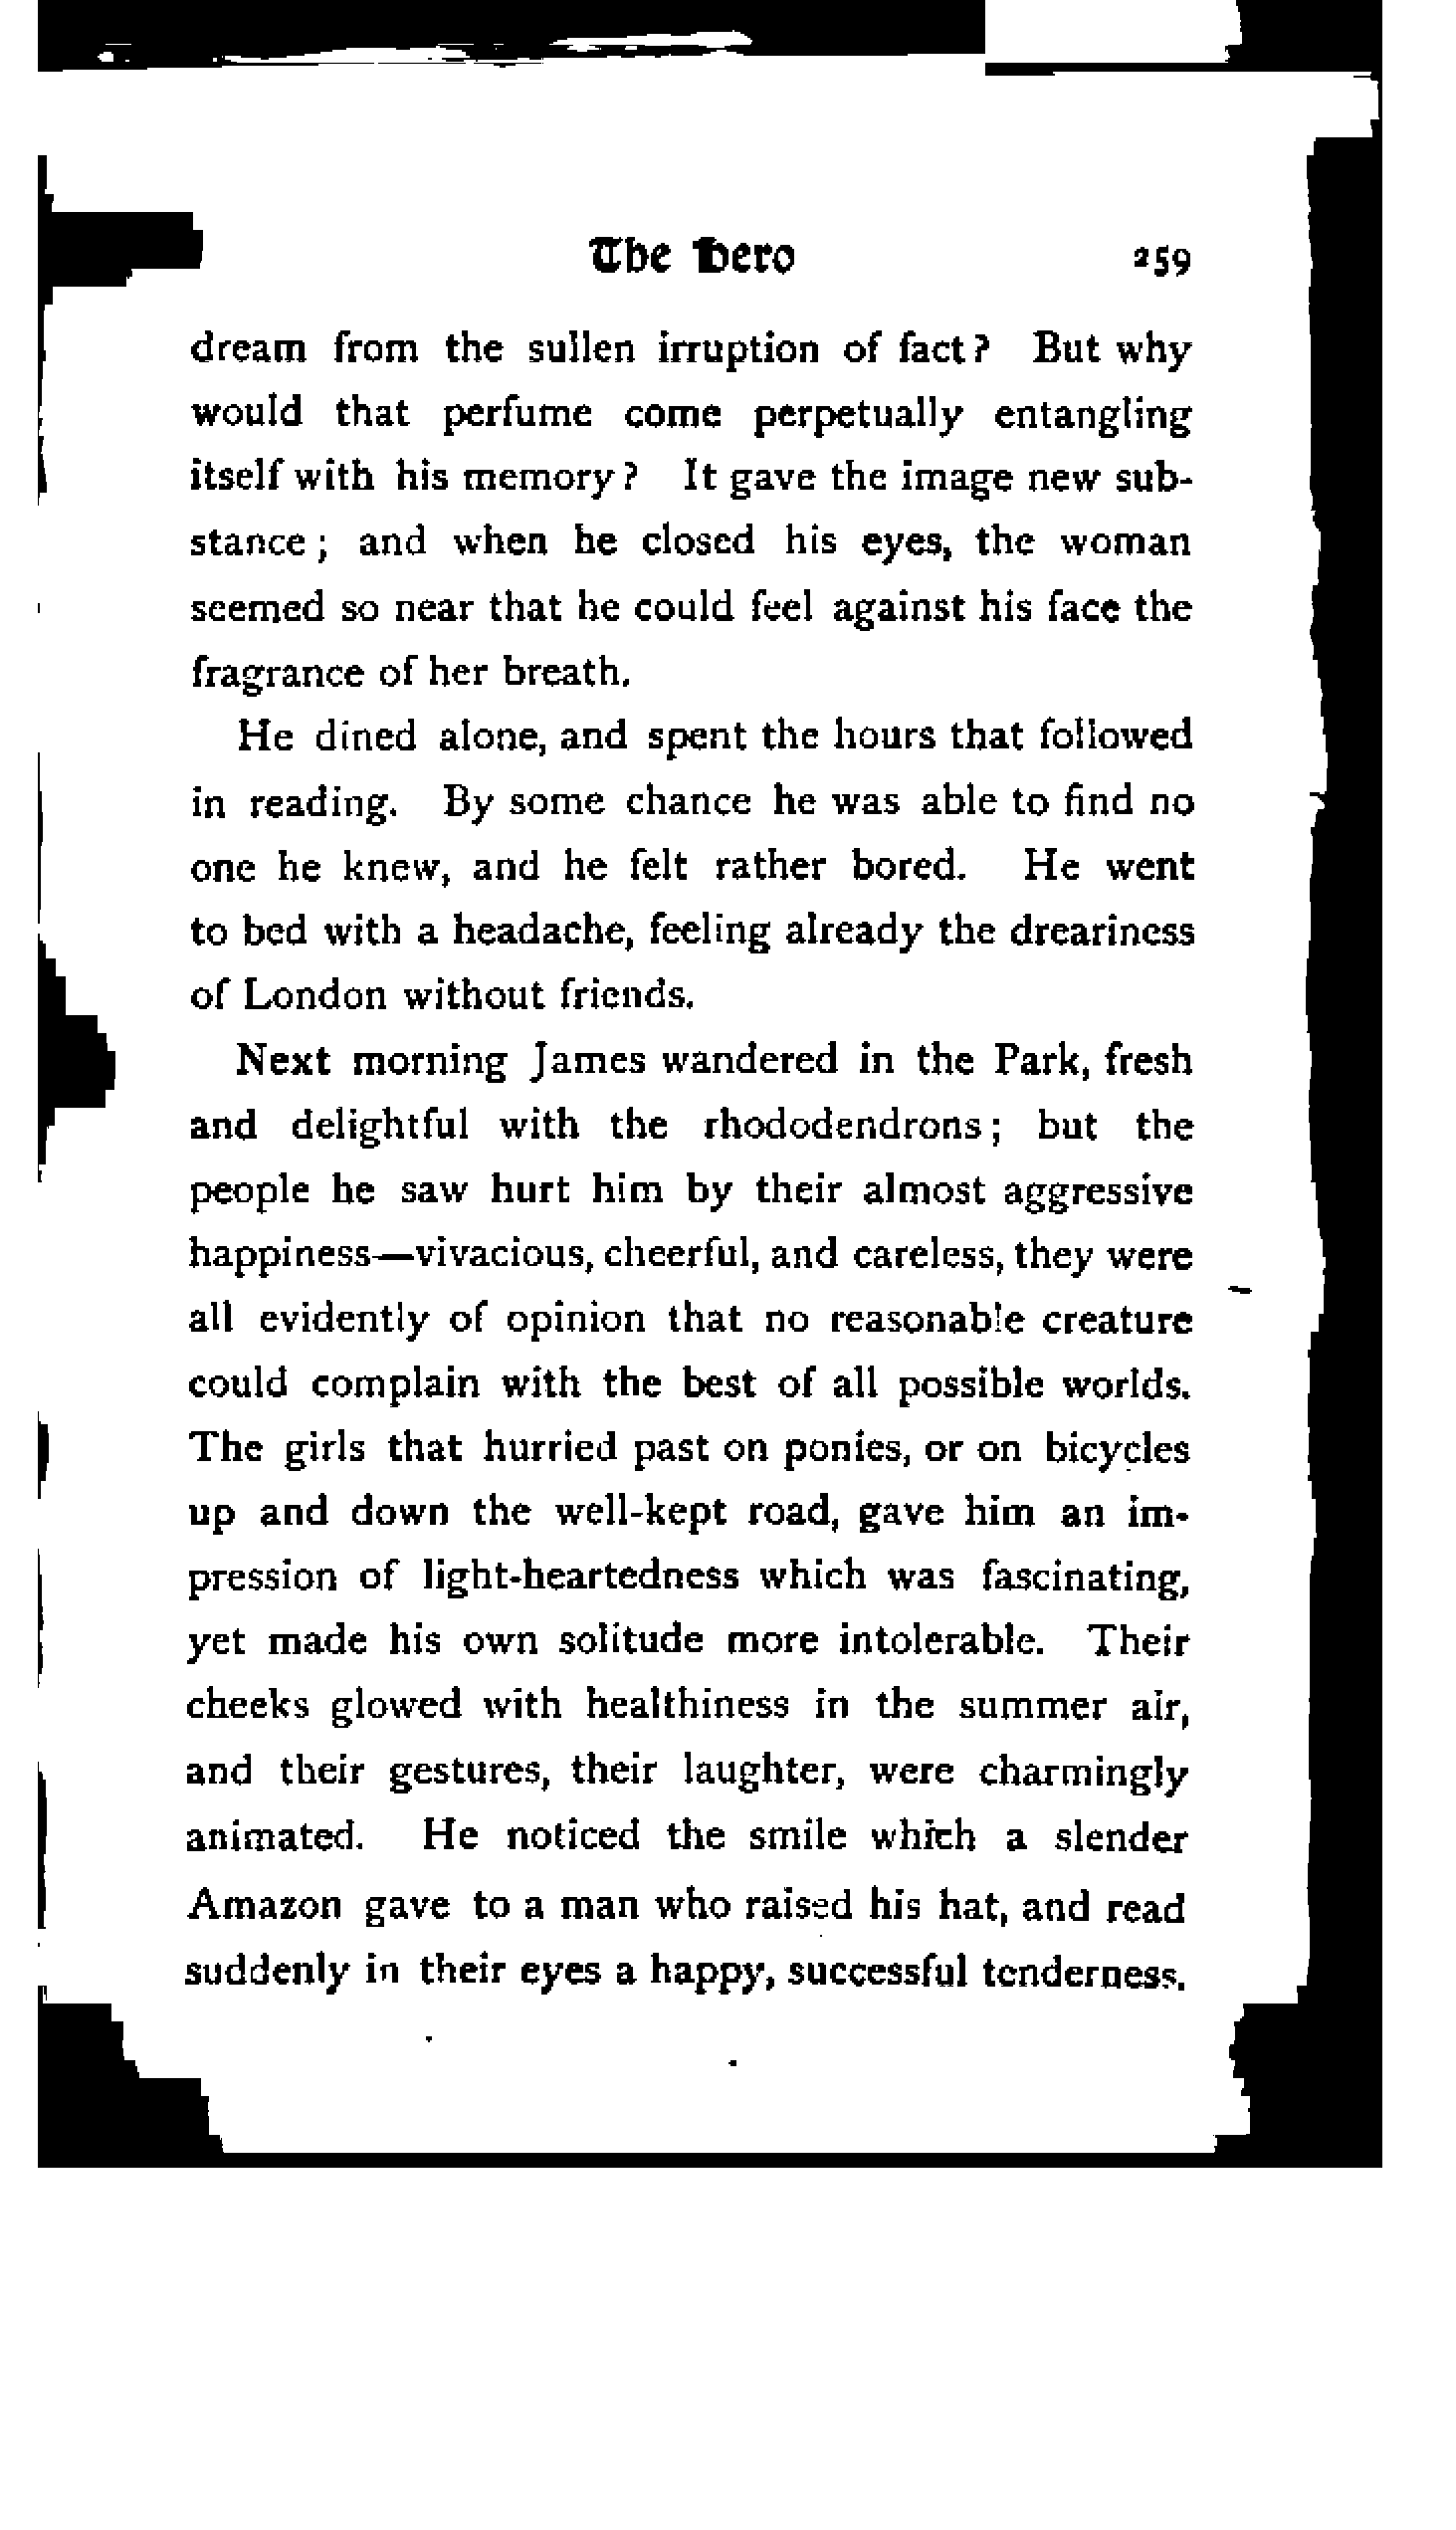 The Hero 259
dream from the sullen irruption of fact? But why
would that perfume come perpetually entangling
itself with his memory? It gave the image new sub-
stance; and when he closed his eyes, the woman
seemed so near that he could feel against his face the
fragrance of her breath.
He dined alone, and spent the hours that followed
in reading. By some chance he was able to find no
one he knew, and he felt rather bored. He went
to bed with a headache, feeling already the dreariness
of London without friends.
Next morning James wandered in the Park, fresh
and delightful with the rhododendrons; but the
people he saw hurt him by their almost aggressive
happiness—vivacious, cheerful, and careless, they were
all evidently of opinion that no reasonable creature
could complain with the best of all possible worlds.
The girls that hurried past on ponies, or on bicycles
up and down the well-kept road, gave him an im-
pression of light-heartedness which was fascinating,
yet made his own solitude more intolerable. Their
cheeks glowed with healthiness in the summer air,
and their gestures, their laughter, were charmingly
animated. He noticed the smile which a slender
Amazon gave to a man who raised his hat, and read
suddenly in their eyes a happy, successful tenderness.